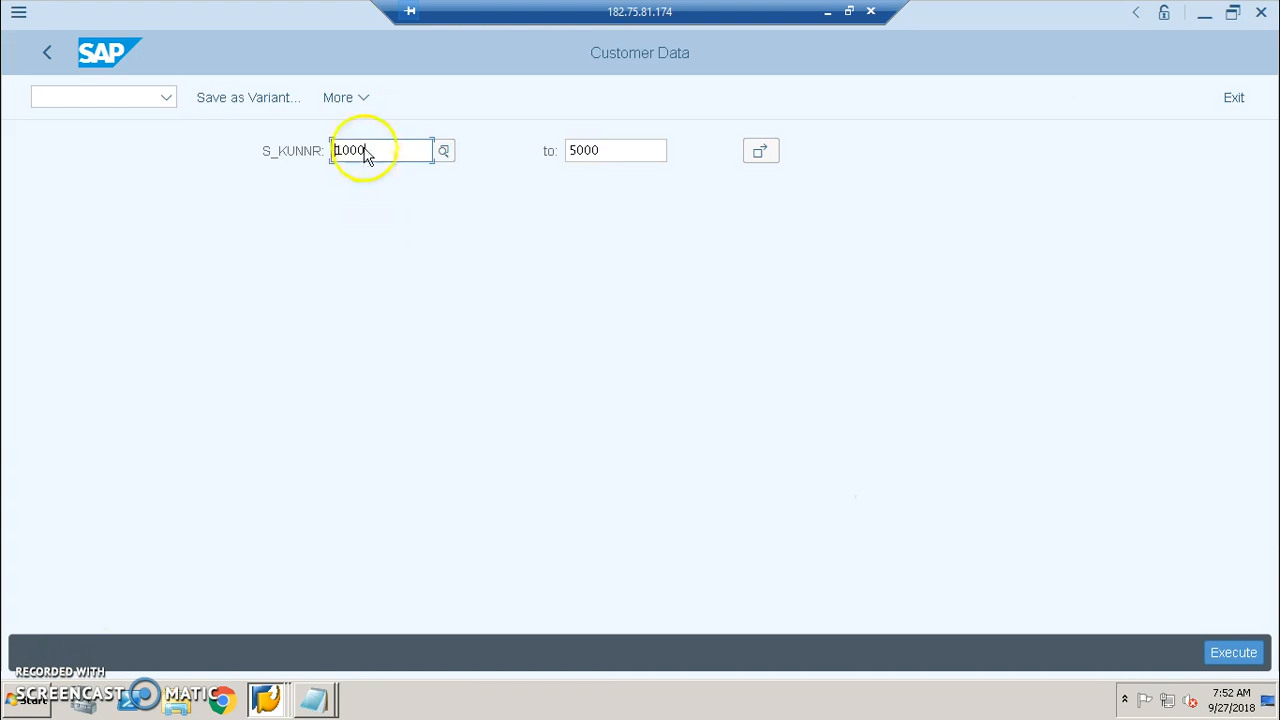 182.75.81.174
SAP
Customer Data
Save as Variant... More Exit
S_KUNNR: 1000 to: 5000
Execute
RECORDED WITH
SCREENCAST MATIC
Start
7:52 AM
9/27/2018